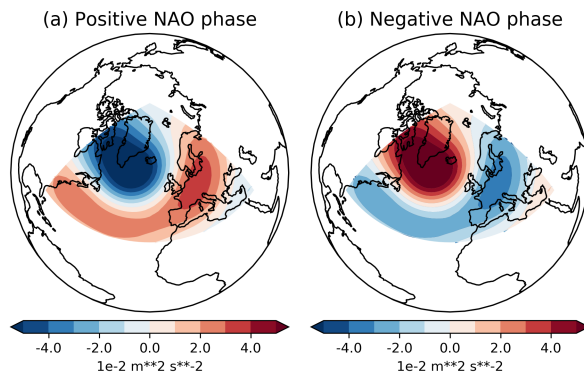 (a) Positive NAO phase
(b) Negative NAO phase
-4.0 -2.0 0.0 2.0 4.0
1e-2 m**2 s**-2
-4.0 -2.0 0.0 2.0 4.0
1e-2 m**2 s**-2